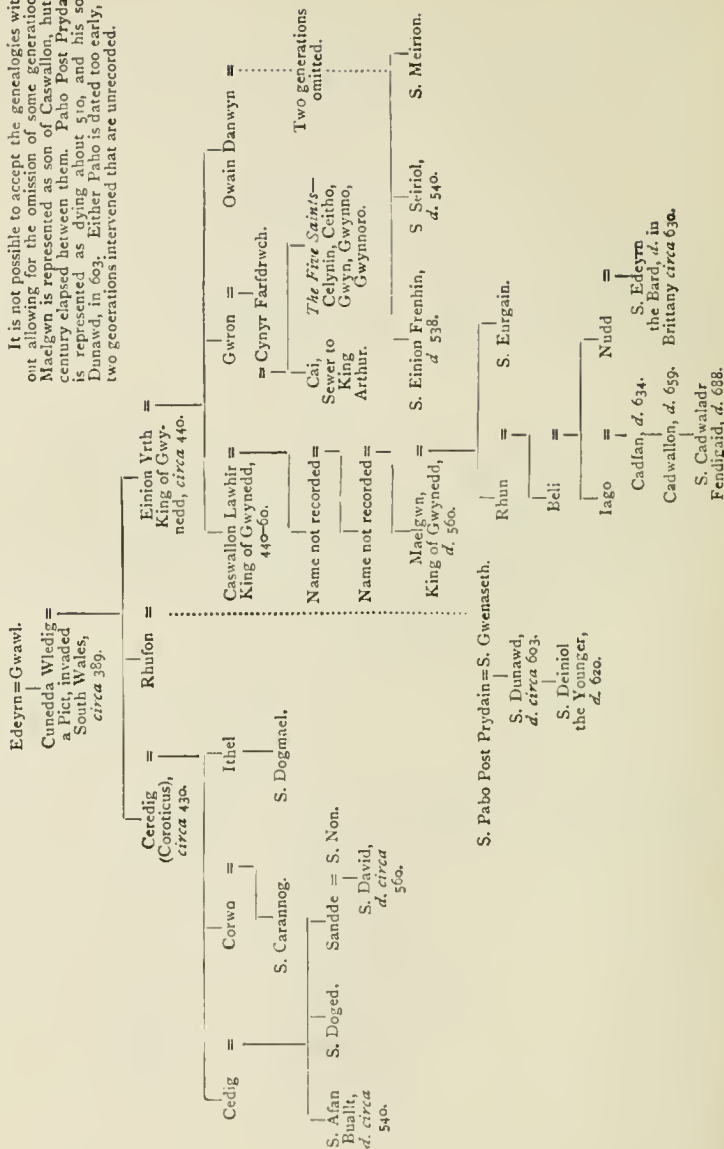 It is not possible to accept the genealogies wit
out allowing for the omission of some generation
Maelgwn is represented as son of Caswallon, but
century elapsed between them. Pabo Post Pryda
is represented as dying about 510, and his so
Dunawd, in 603. Either Pabo is dated too early,
two generations intervened that are unrecorded.
Edeyrn=Gwawl.
Cunedda Wledig =
a Pict, invaded
South Wales,
circa 389.
Ceredig =
(Coroticus),
circa 430.
Rhufon =
Einion Yrth =
King of Gwy-
nedd, circa 440.
Cedig =
Corwn =
Ithel
S. Carannog.
S. Dogmael.
Caswallon Lawhir =
King of Gwynedd,
440-60.
Gwron =
= Cynyr Farfdrwch.
Owain Danwyn =
S. Afan
Buallt,
d. circa
540.
S. Doged.
Sandde = S. Non.
S. David,
d. circa
560.
Name not recorded =
Name not recorded =
Cai,
Sewer to
King
Arthur.
The Five Saints—
Celynin, Ceitho,
Gwyn, Gwynno,
Gwynnoro.
Two generations
omitted.
Maelgwn, =
King of Gwynedd,
d. 560.
S. Einion Frenhin,
d 538.
S Seiriol,
d. 540.
S. Meirion.
S. Pabo Post Prydain=S. Gwenaseth.
S. Dunawd,
d. circa 603.
S. Deiniol
the Younger,
d. 620.
Rhun =
S. Eurgain.
Beli =
Iago =
Nudd =
Cadfan, d. 634.
Cadwallon, d. 659.
S. Cadwaladr
Fendigaid, d. 688.
S. Edeyrn
the Bard, d. in
Brittany circa 630.